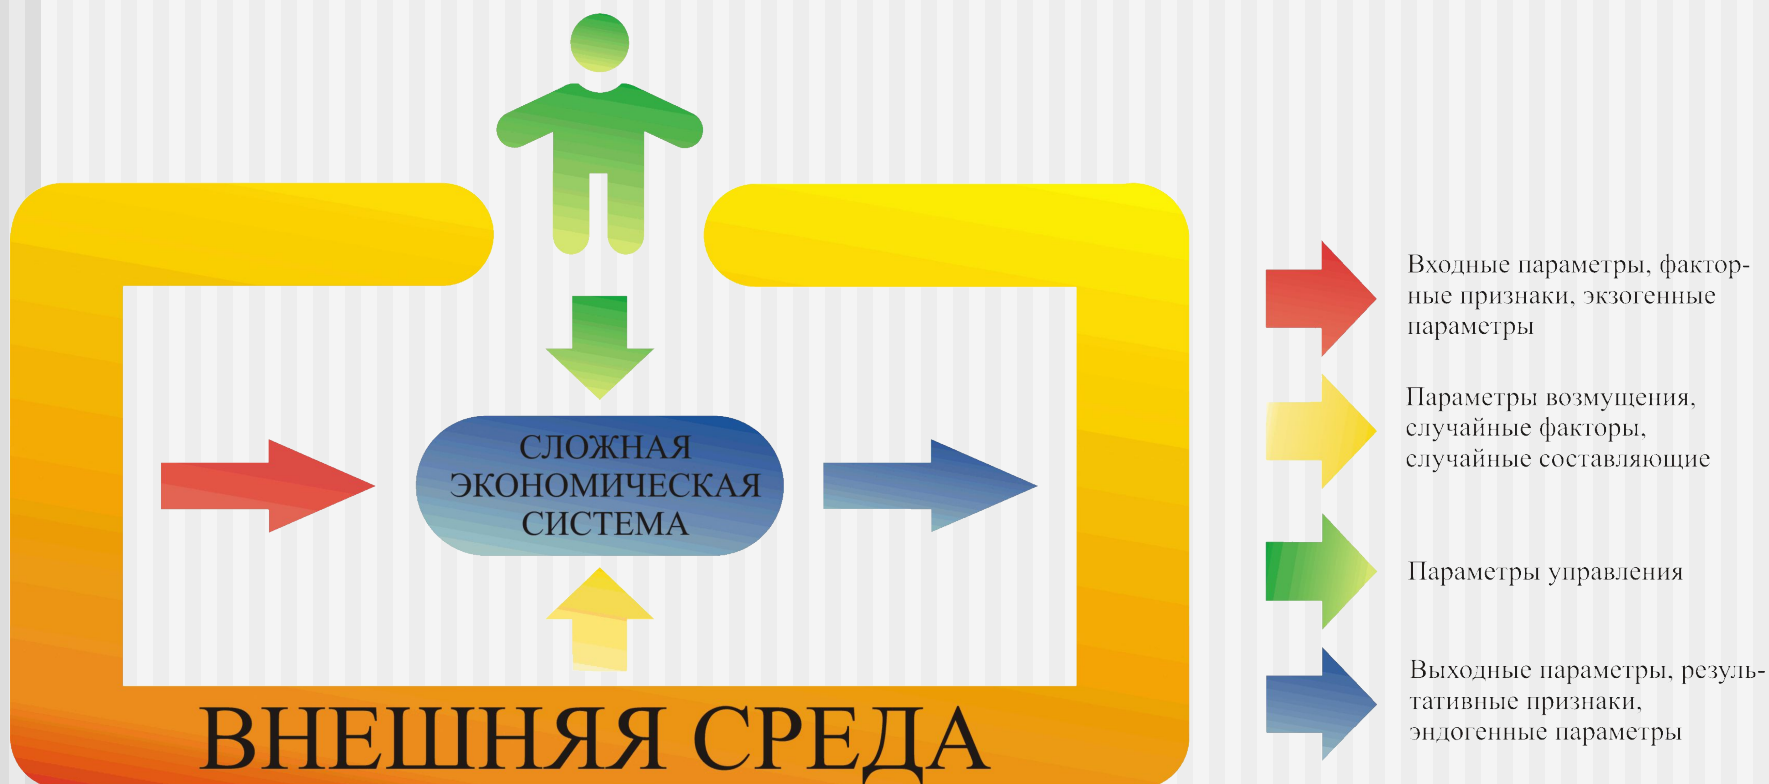 СЛОЖНАЯ
ЭКОНОМИЧЕСКАЯ
СИСТЕМА
ВНЕШНЯЯ СРЕДА
Входные параметры, фактор-
ные признаки, экзогенные
параметры
Параметры возмущения,
случайные факторы,
случайные составляющие
Параметры управления
Выходные параметры, резуль-
тативные признаки,
эндогенные параметры